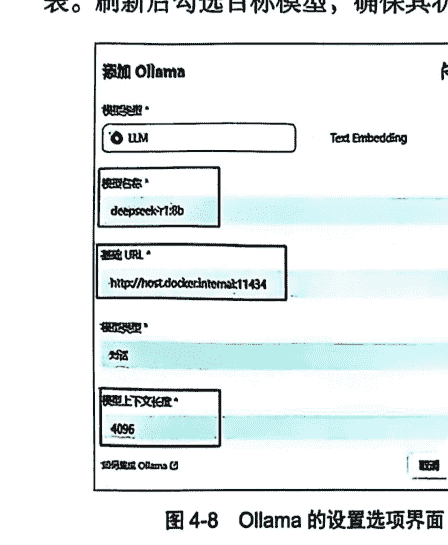 表。刷新后勾选目标模型，确保其状
添加 Ollama
模型类型 *
LLM Text Embedding
模型名称 *
deepseek-r1:8b
基础 URL *
http://host.docker.internal:11434
模型类型 *
对话
模型上下文长度 *
4096
如何集成 Ollama 取消
图 4-8 Ollama 的设置选项界面